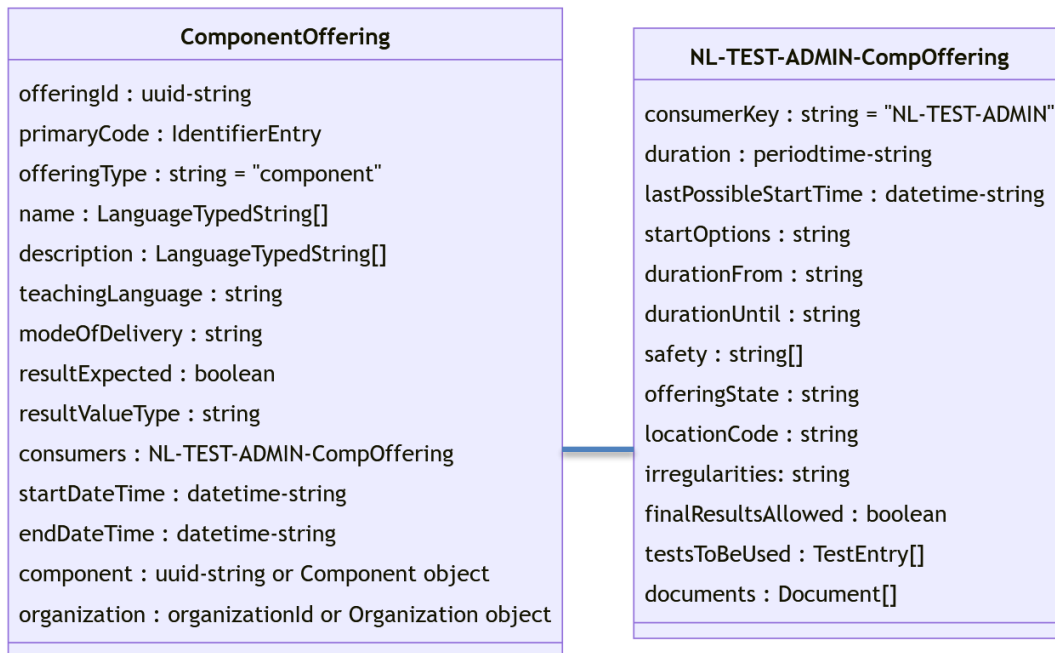 ComponentOffering
offeringId : uuid-string
primaryCode : IdentifierEntry
offeringType : string = "component"
name : LanguageTypedString[]
description : LanguageTypedString[]
teachingLanguage : string
modeOfDelivery : string
resultExpected : boolean
resultValueType : string
consumers : NL-TEST-ADMIN-CompOffering
startDateTime : datetime-string
endDateTime : datetime-string
component : uuid-string or Component object
organization : organizationId or Organization object
NL-TEST-ADMIN-CompOffering
consumerKey : string = "NL-TEST-ADMIN"
duration : periodtime-string
lastPossibleStartTime : datetime-string
startOptions : string
durationFrom : string
durationUntil : string
safety : string[]
offeringState : string
locationCode : string
irregularities: string
finalResultsAllowed : boolean
testsToBeUsed : TestEntry[]
documents : Document[]